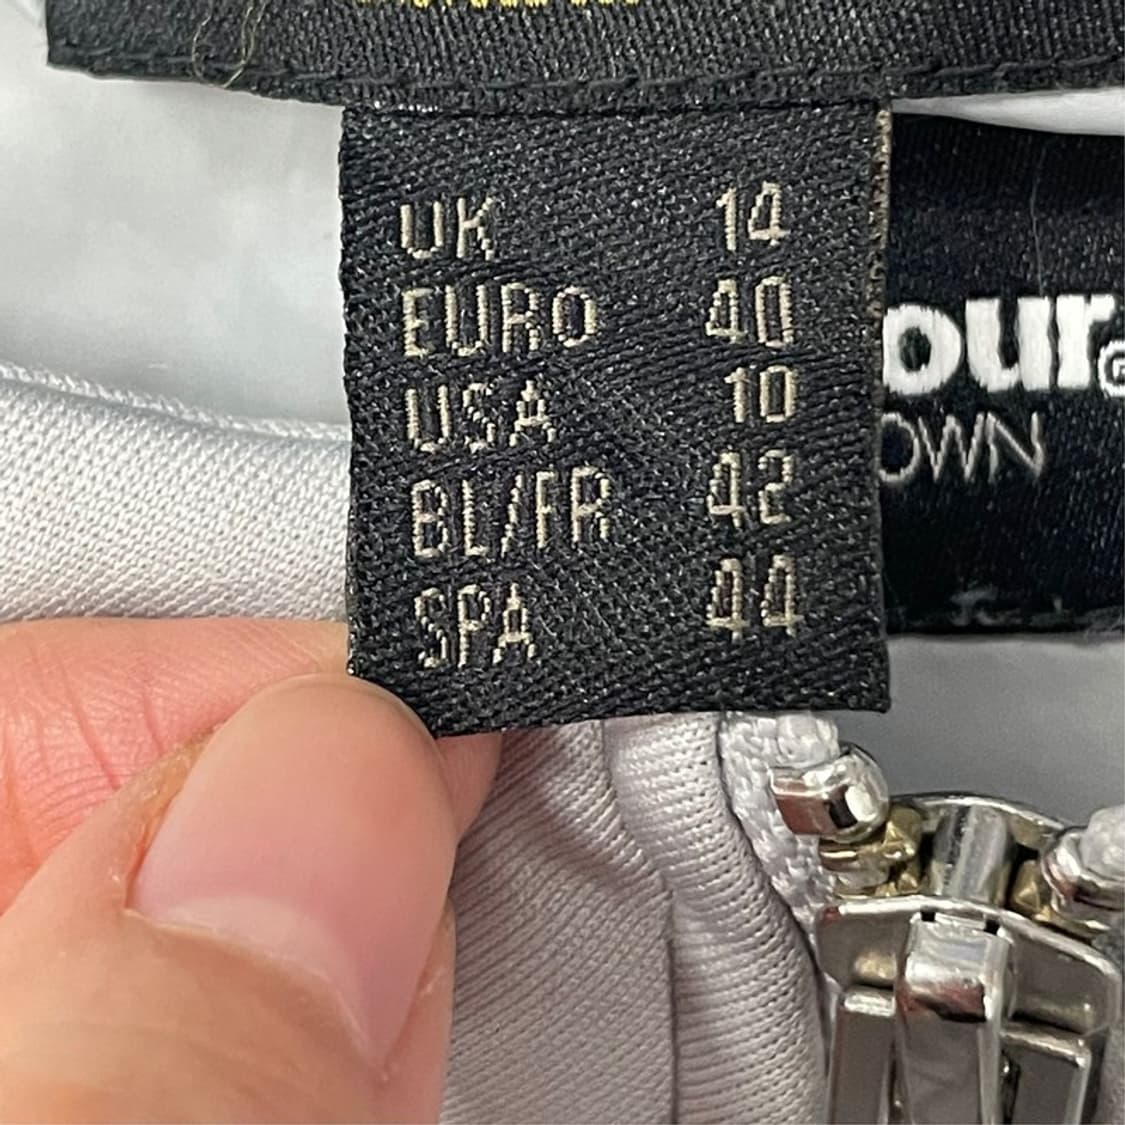 UK 14
EURO 40
USA 10
BL/FR 42
SPA 44
our®
OWN